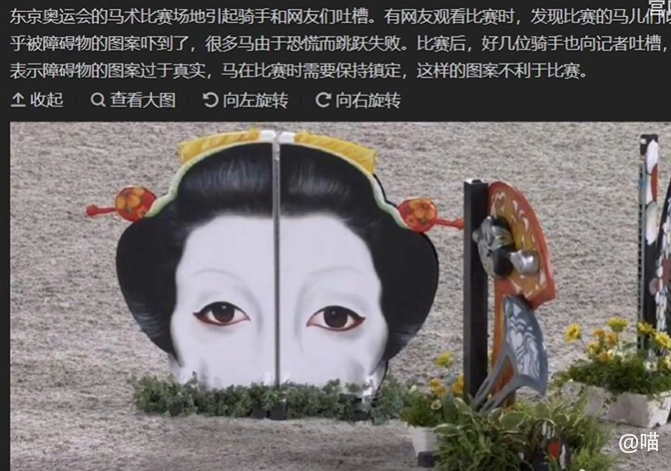 东京奥运会的马术比赛场地引起骑手和网友们吐槽。有网友观看比赛时，发现比赛的马儿们
乎被障碍物的图案吓到了，很多马由于恐慌而跳跃失败。比赛后，好几位骑手也向记者吐槽，
表示障碍物的图案过于真实，马在比赛时需要保持镇定，这样的图案不利于比赛。
收起 查看大图 向左旋转 向右旋转
@喵